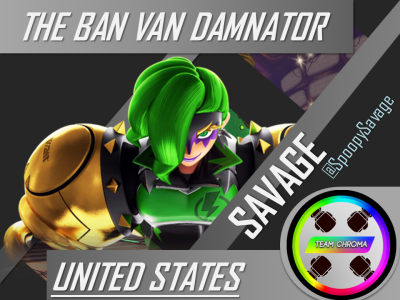 THE BAN VAN DAMNATOR
SAVAGE
@SpoopySavage
TEAM CHROMA
UNITED STATES